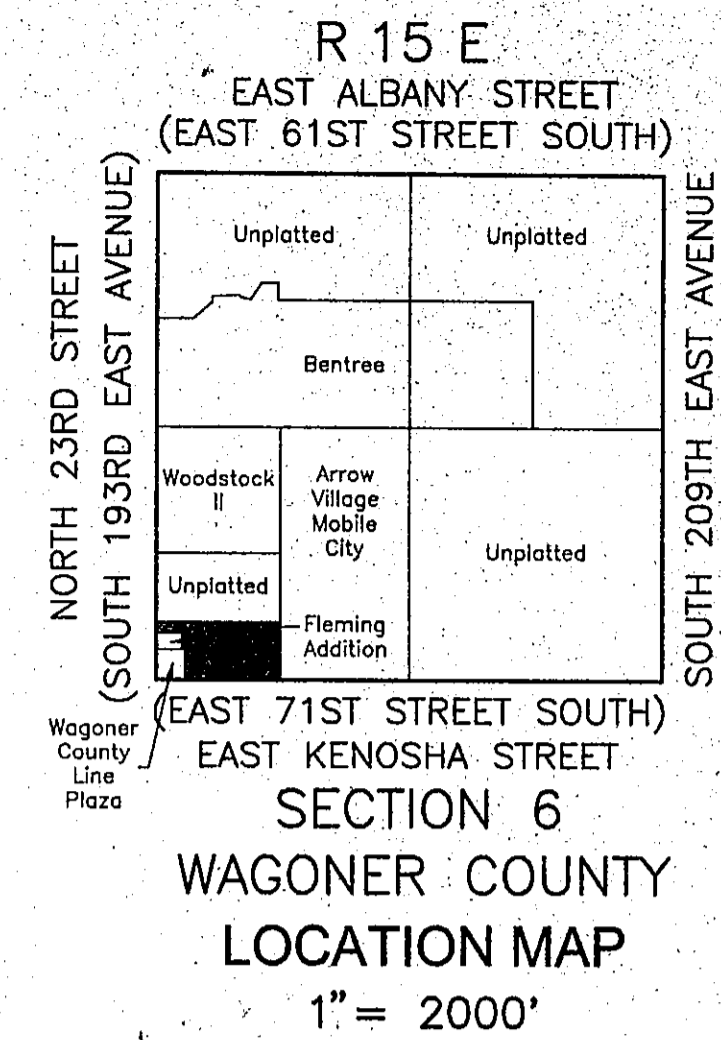 R 15 E
EAST ALBANY STREET
(EAST 61ST STREET SOUTH)
NORTH 23RD STREET
(SOUTH 193RD EAST AVENUE)
SOUTH 209TH EAST AVENUE
Unplatted
Unplatted
Bentree
Woodstock
II
Arrow
Village
Mobile
City
Unplatted
Unplatted
Fleming
Addition
Wagoner
County
Line
Plaza
(EAST 71ST STREET SOUTH)
EAST KENOSHA STREET
SECTION 6
WAGONER COUNTY
LOCATION MAP
1" = 2000'